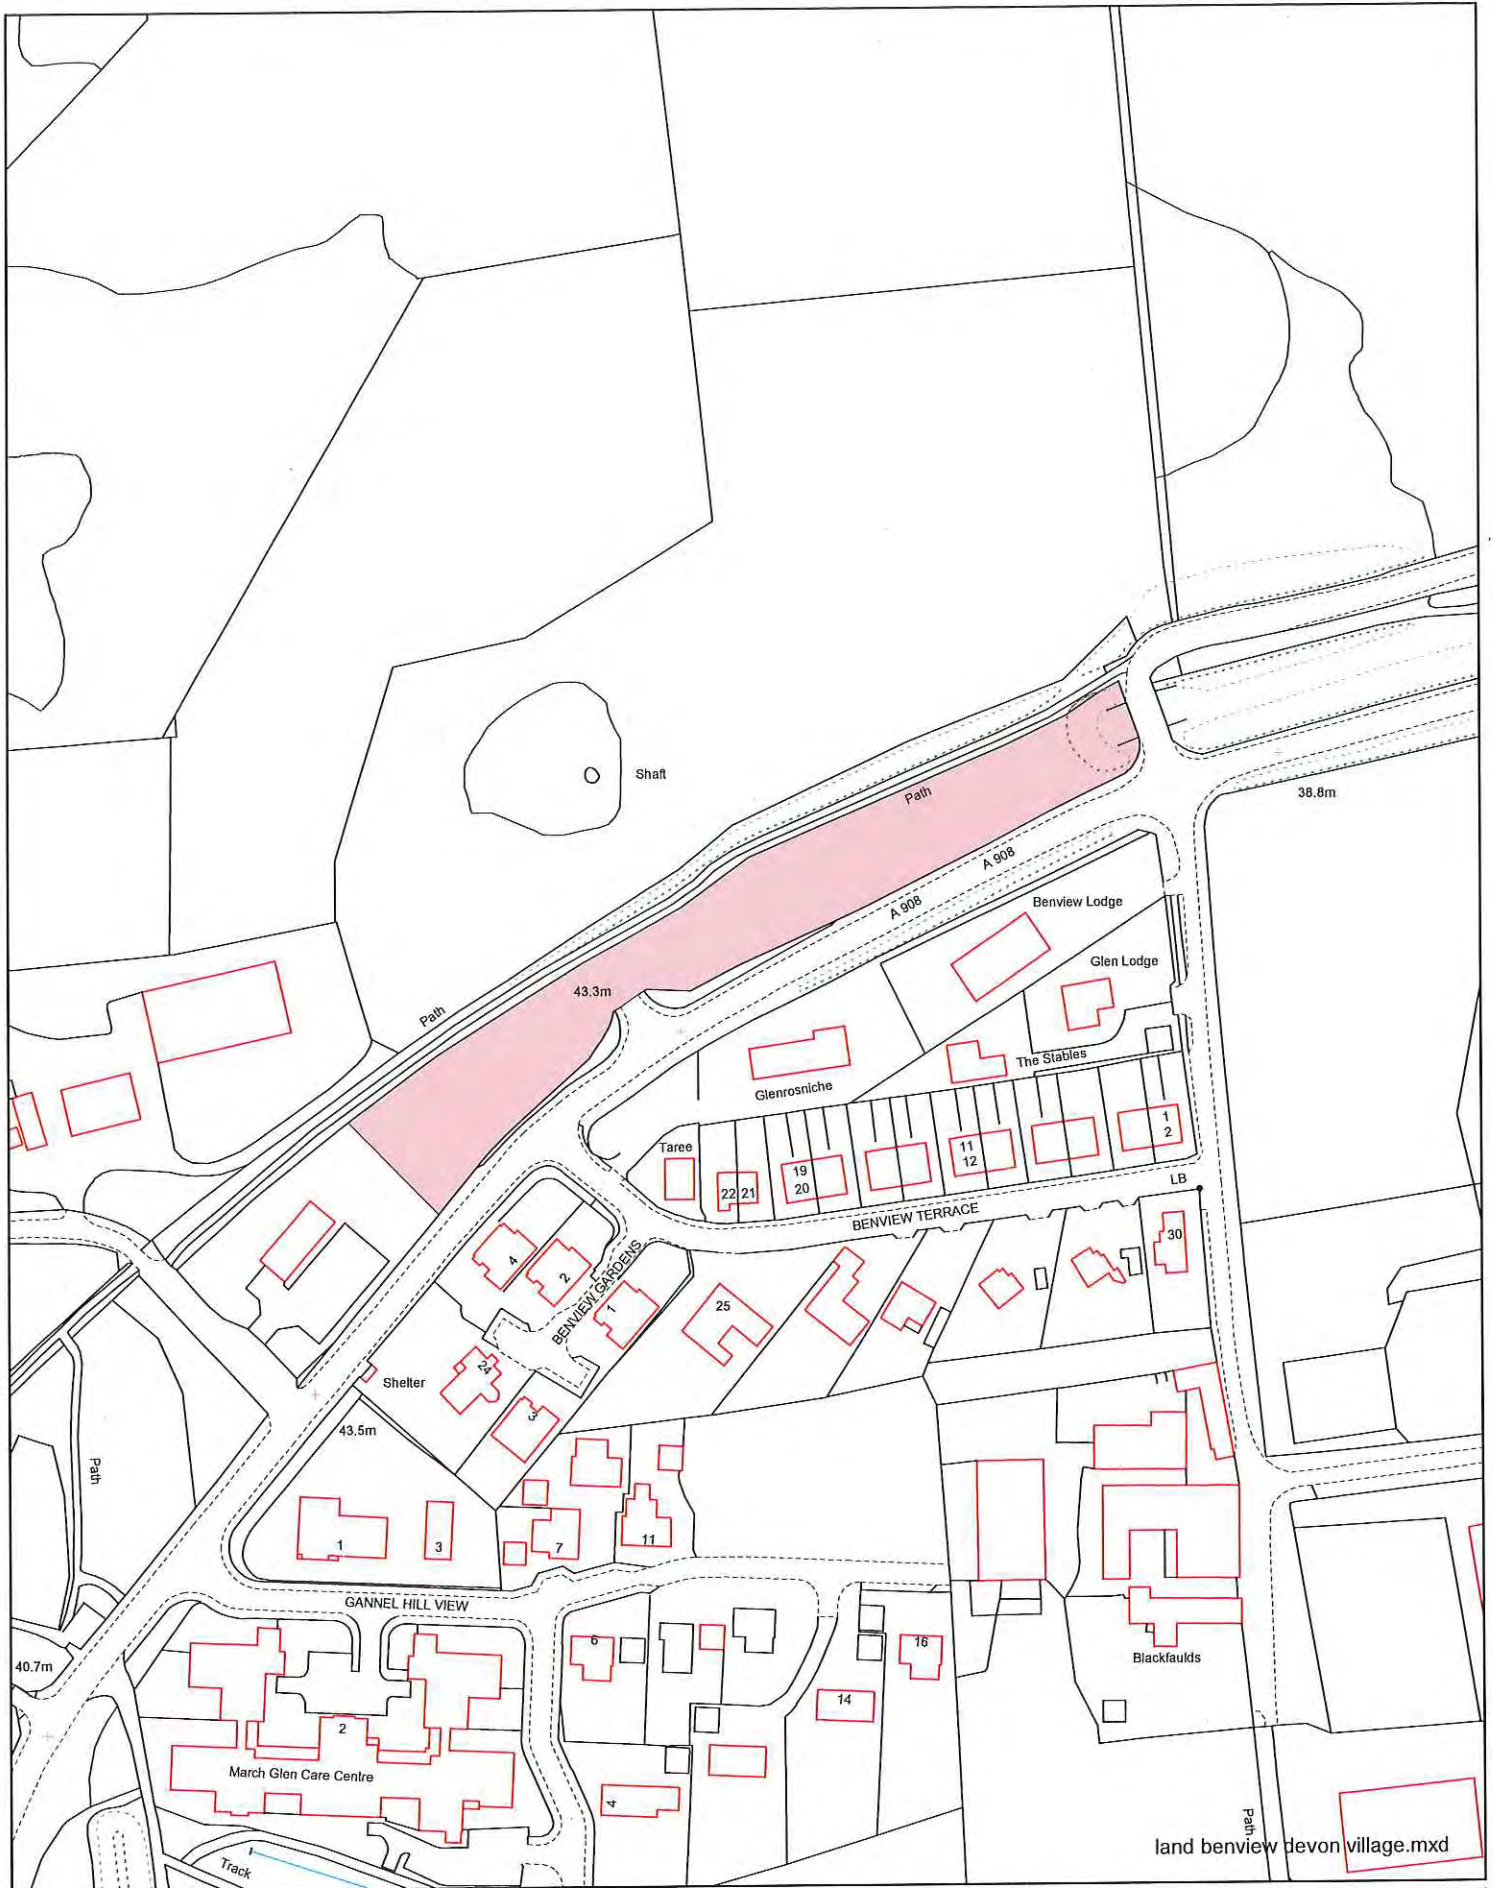 Shaft
Path
38.8m
A 908
A 908
Benview Lodge
Glen Lodge
43.3m
Path
The Stables
Glenrosniche
Taree
1
2
11
12
19
20
22
21
LB
BENVIEW TERRACE
30
4
2
BENVIEW GARDENS
1
25
24
Shelter
3
43.5m
Path
1
3
7
11
GANNEL HILL VIEW
6
16
40.7m
Blackfaulds
14
2
March Glen Care Centre
4
Path
land benview devon village.mxd
Track